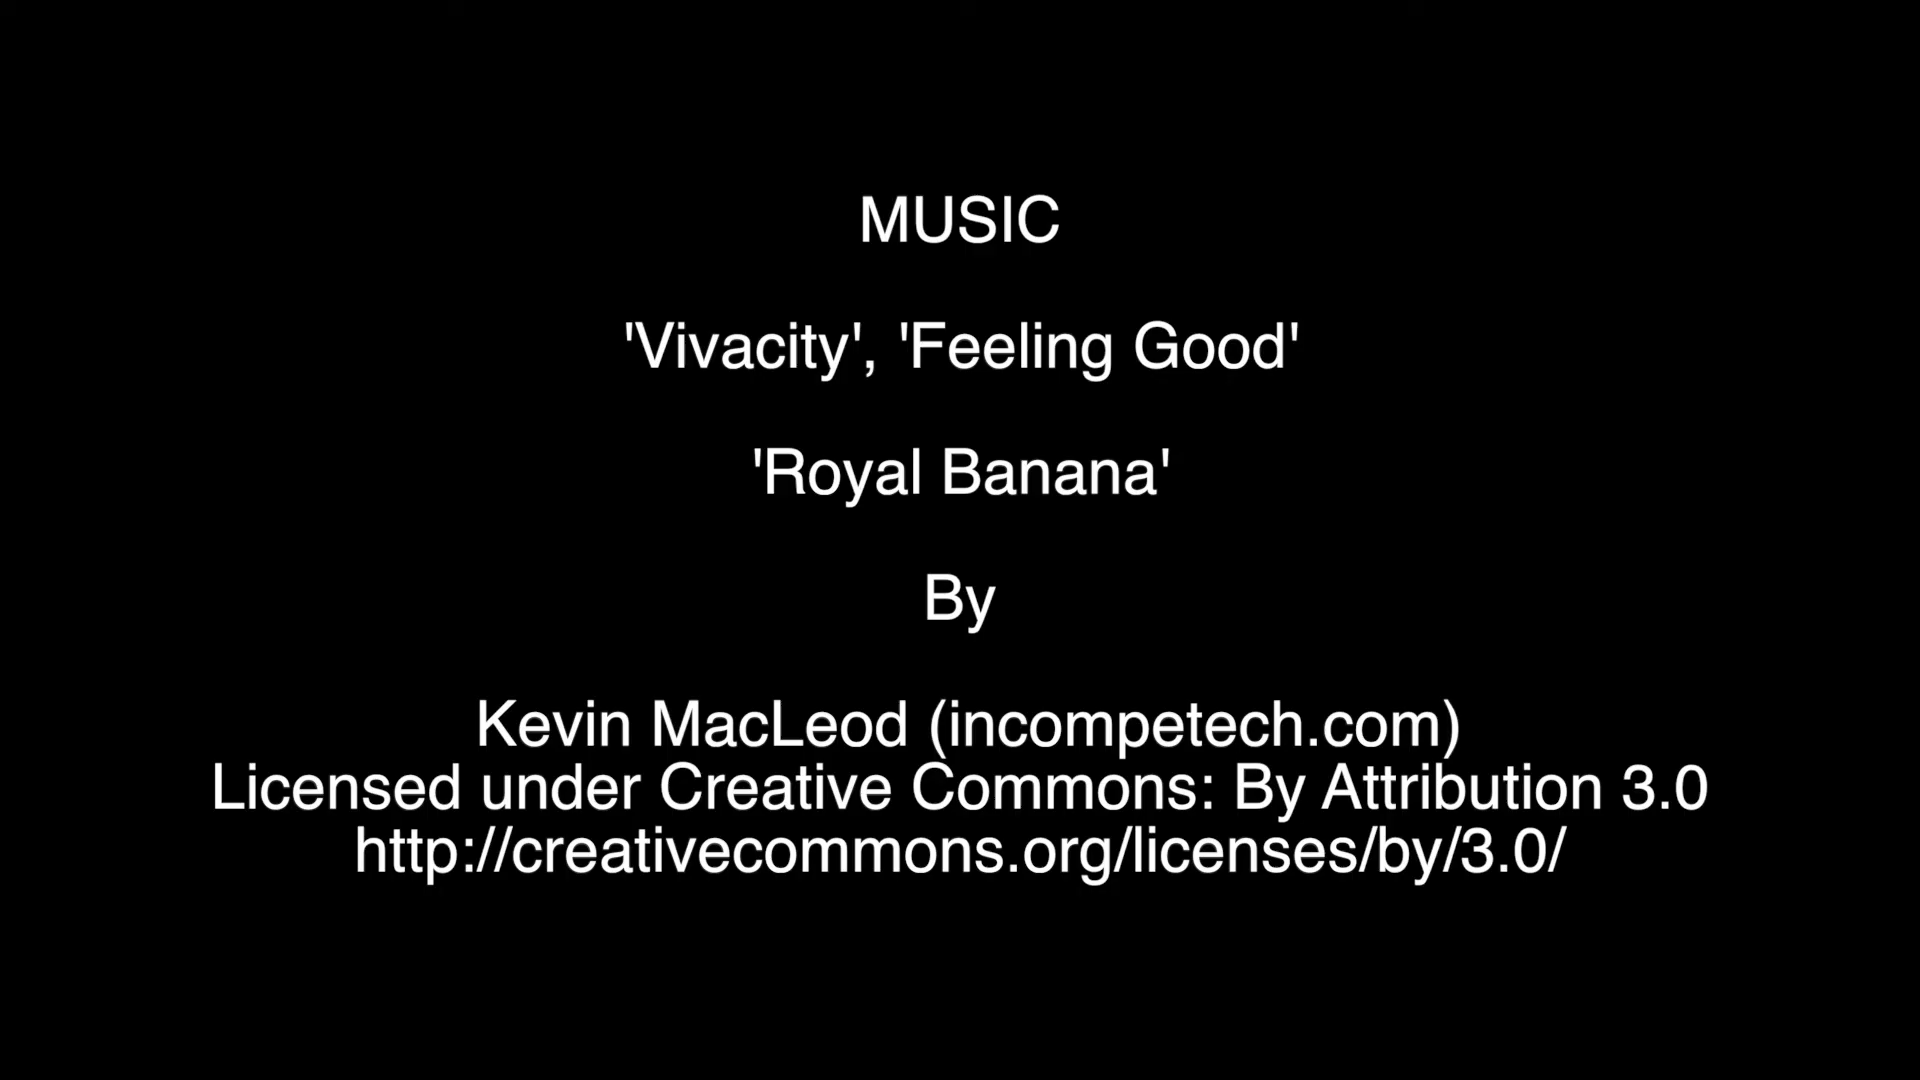 MUSIC
'Vivacity', 'Feeling Good'
'Royal Banana'
By
Kevin MacLeod (incompetech.com)
Licensed under Creative Commons: By Attribution 3.0
http://creativecommons.org/licenses/by/3.0/